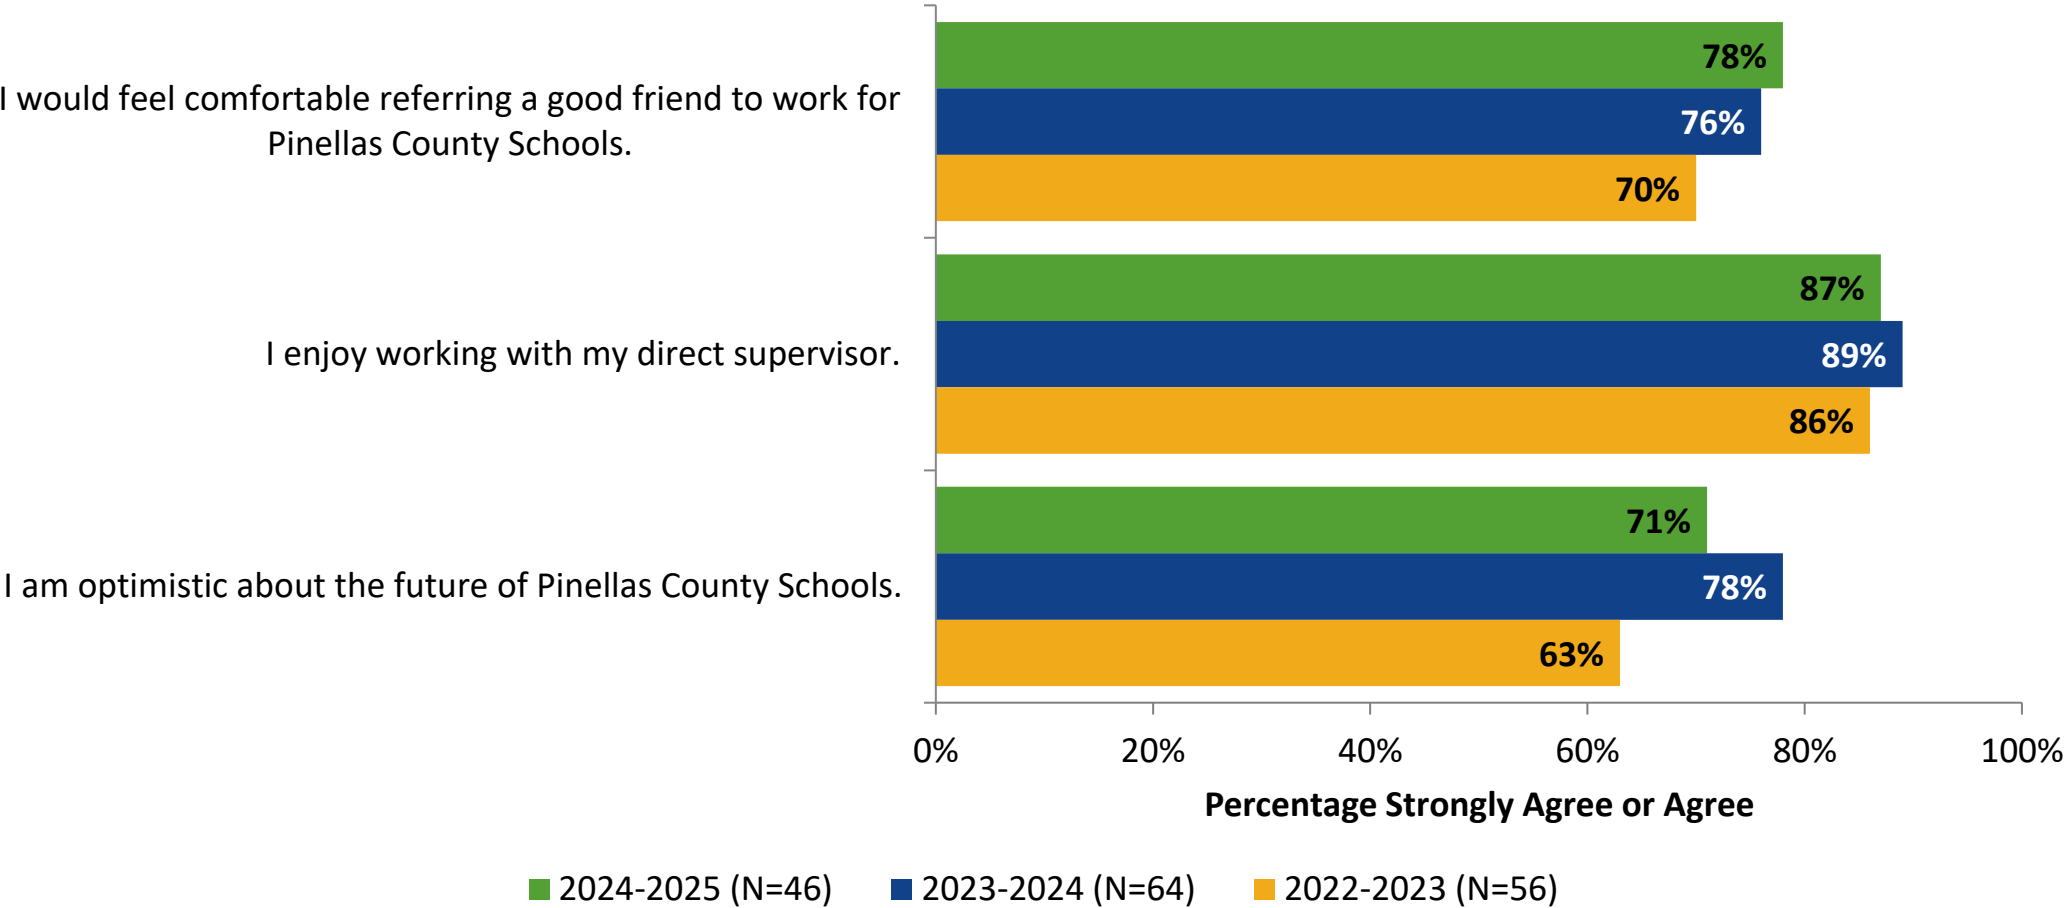 I would feel comfortable referring a good friend to work for
Pinellas County Schools.
78%
76%
70%
I enjoy working with my direct supervisor.
87%
89%
86%
I am optimistic about the future of Pinellas County Schools.
71%
78%
63%
0% 20% 40% 60% 80% 100%
Percentage Strongly Agree or Agree
2024-2025 (N=46) 2023-2024 (N=64) 2022-2023 (N=56)